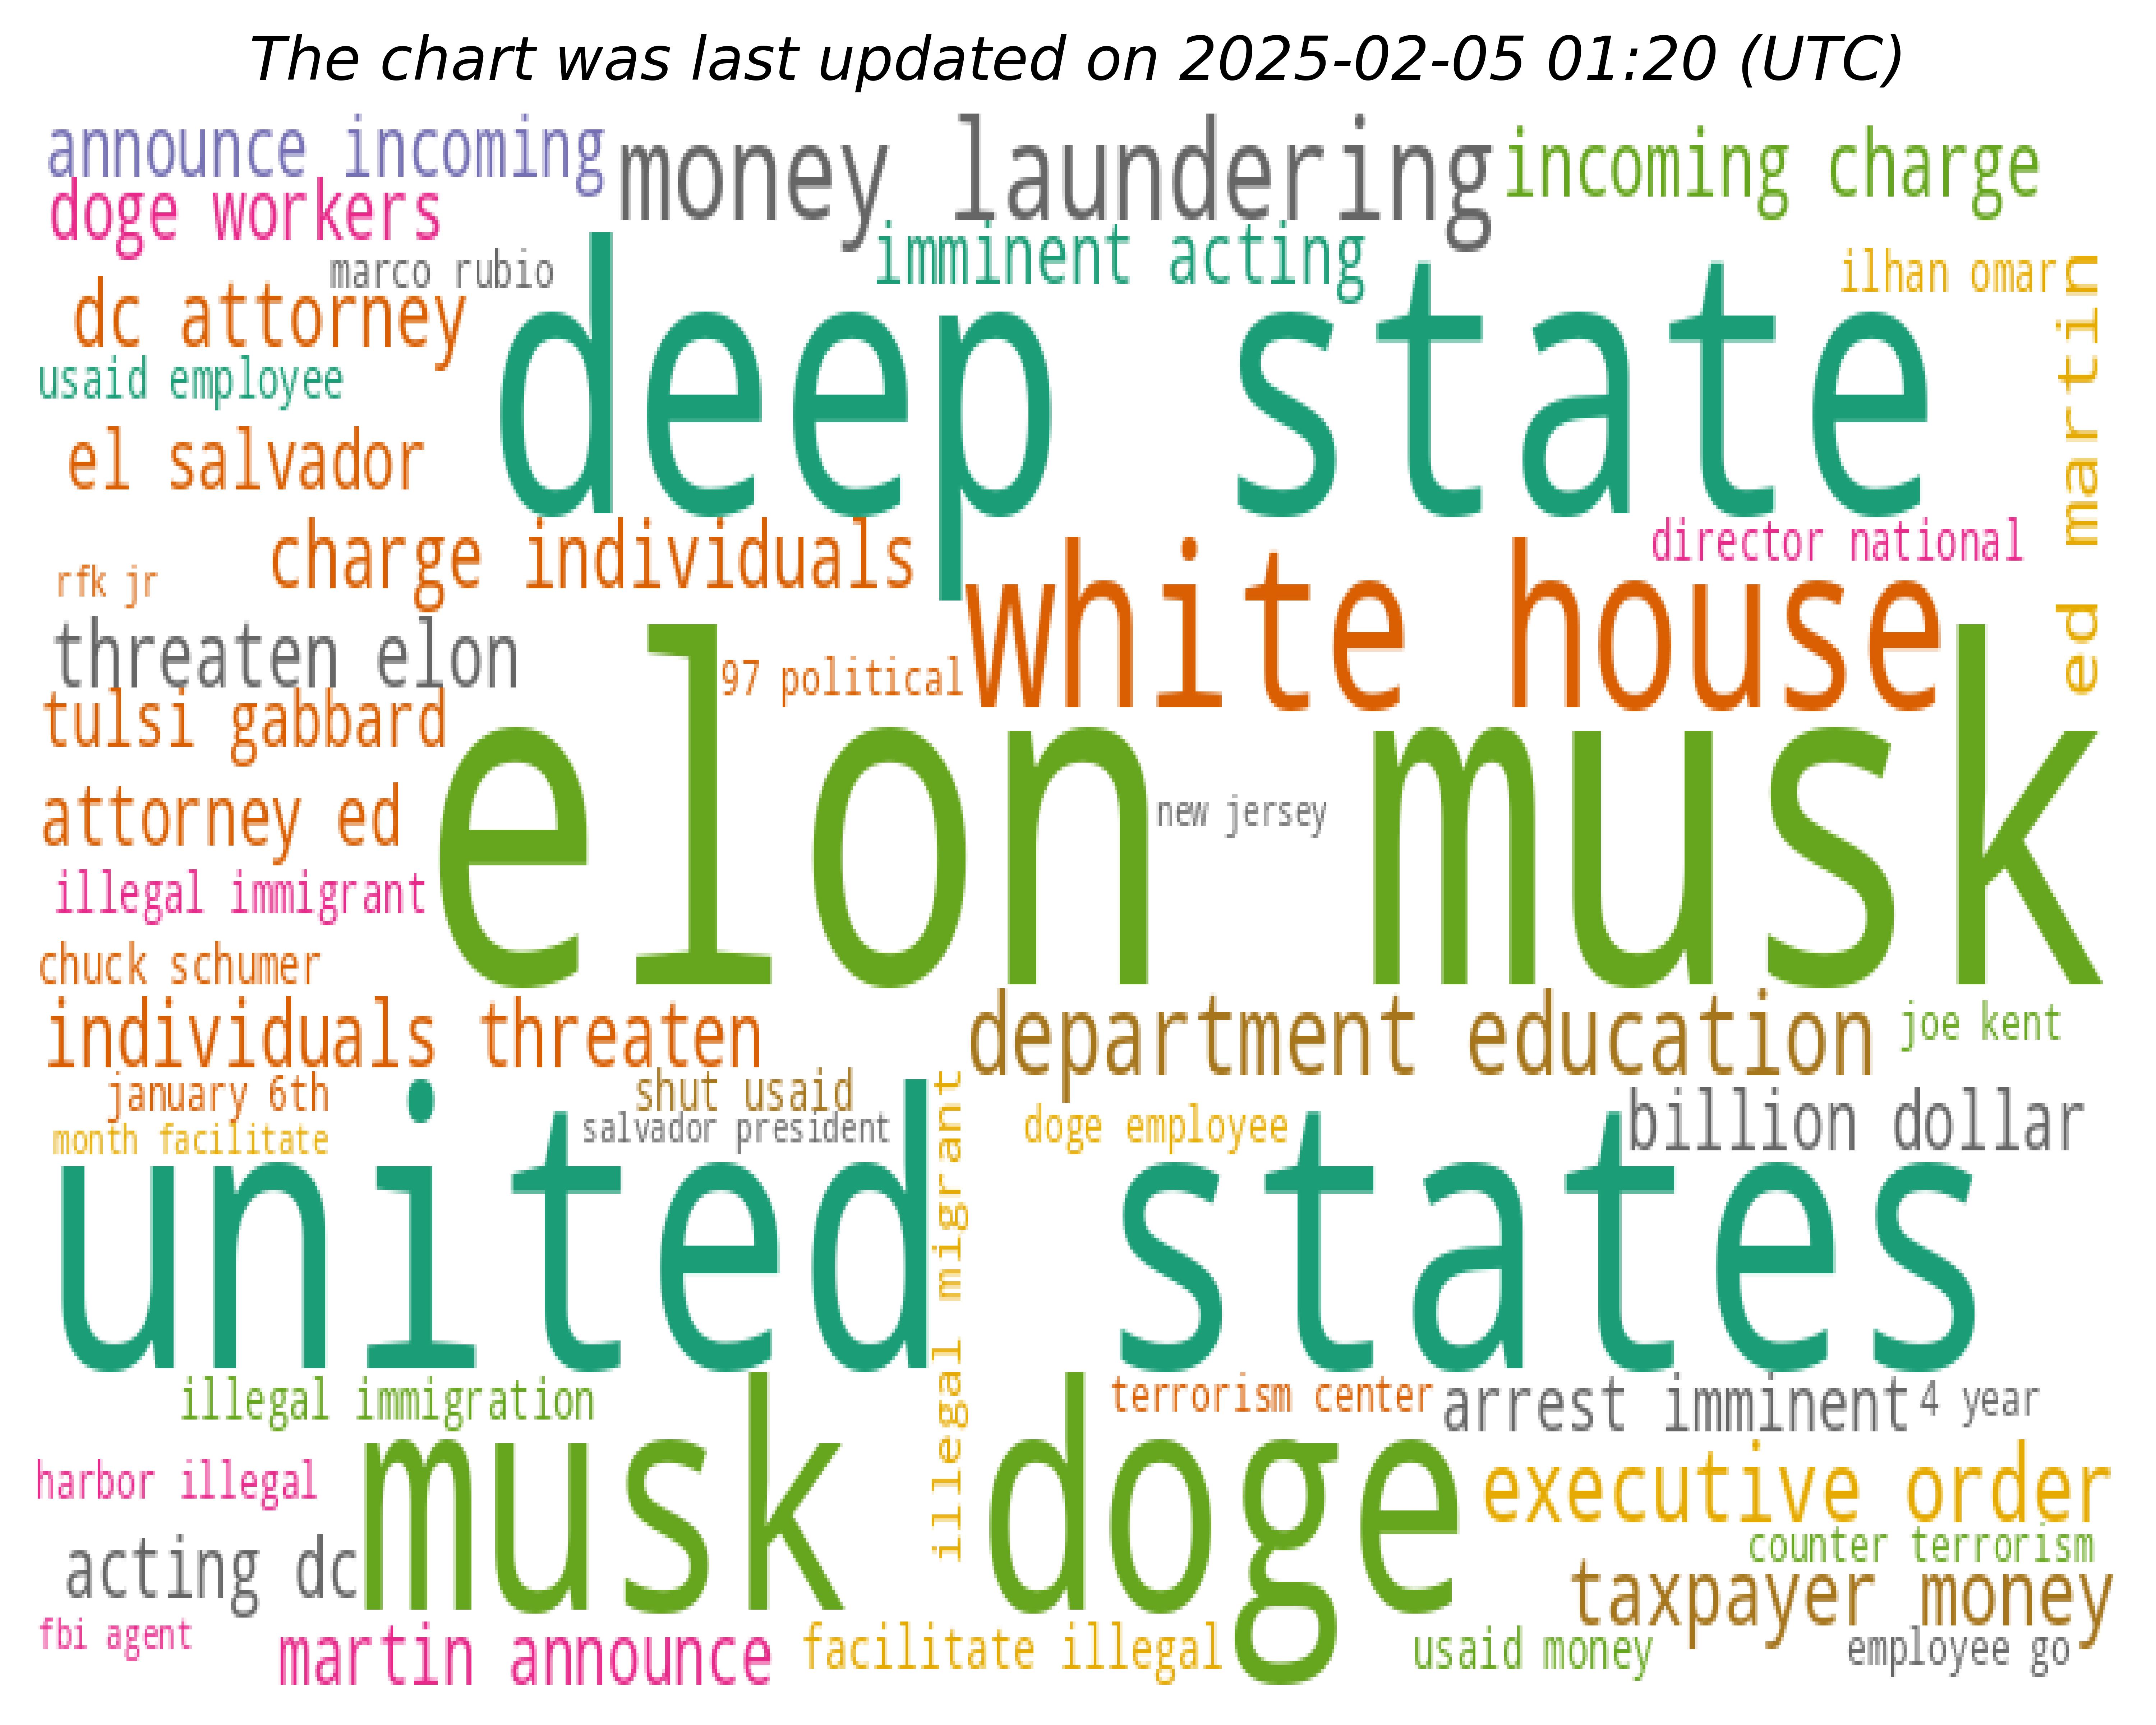 The chart was last updated on 2025-02-05 01:20 (UTC)
announce incoming
money laundering
incoming charge
doge workers
imminent acting
marco rubio
ilhan omar
dc attorney
deep state
ed martin
usaid employee
el salvador
charge individuals
director national
rfk jr
white house
threaten elon
97 political
tulsi gabbard
elon musk
attorney ed
new jersey
illegal immigrant
chuck schumer
individuals threaten
department education
joe kent
january 6th
shut usaid
billion dollar
month facilitate
salvador president
doge employee
illegal migrant
united states
illegal immigration
terrorism center
arrest imminent
4 year
harbor illegal
musk doge
executive order
acting dc
counter terrorism
taxpayer money
fbi agent
martin announce
facilitate illegal
usaid money
employee go